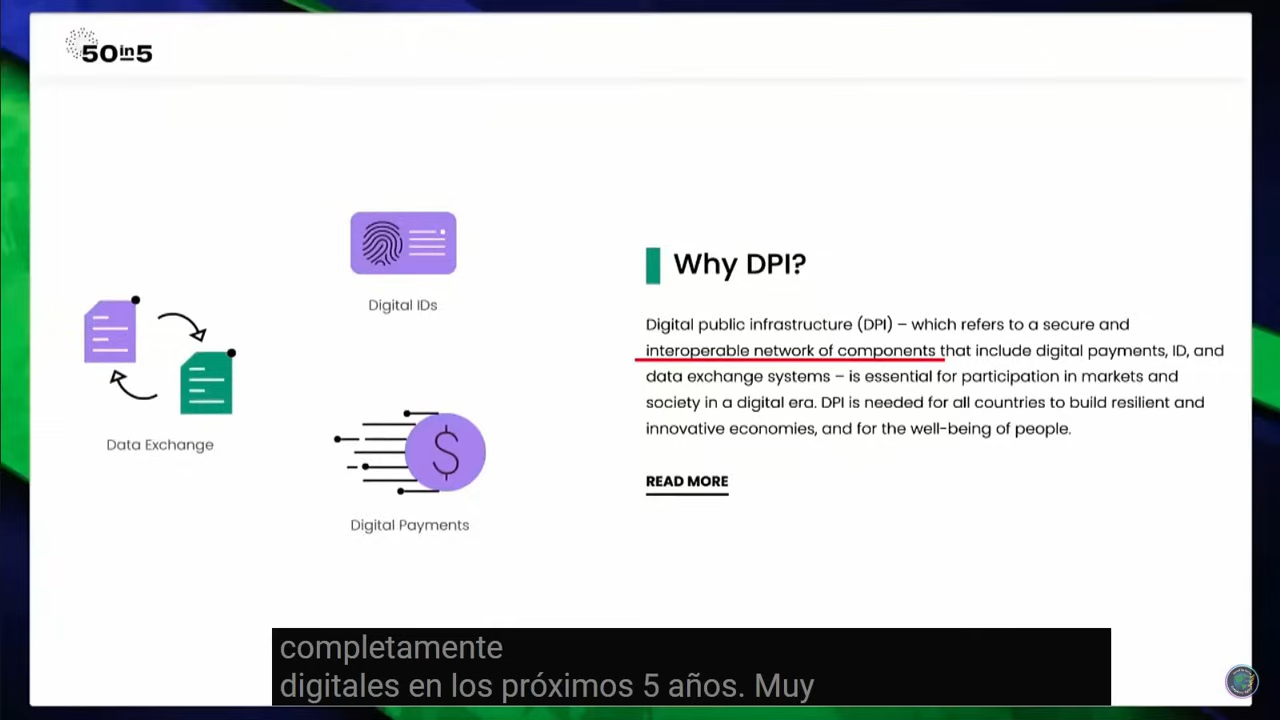 50in5
Digital IDs
Data Exchange
Digital Payments
Why DPI?
Digital public infrastructure (DPI) – which refers to a secure and
interoperable network of components that include digital payments, ID, and
data exchange systems – is essential for participation in markets and
society in a digital era. DPI is needed for all countries to build resilient and
innovative economies, and for the well-being of people.
READ MORE
completamente
digitales en los próximos 5 años. Muy